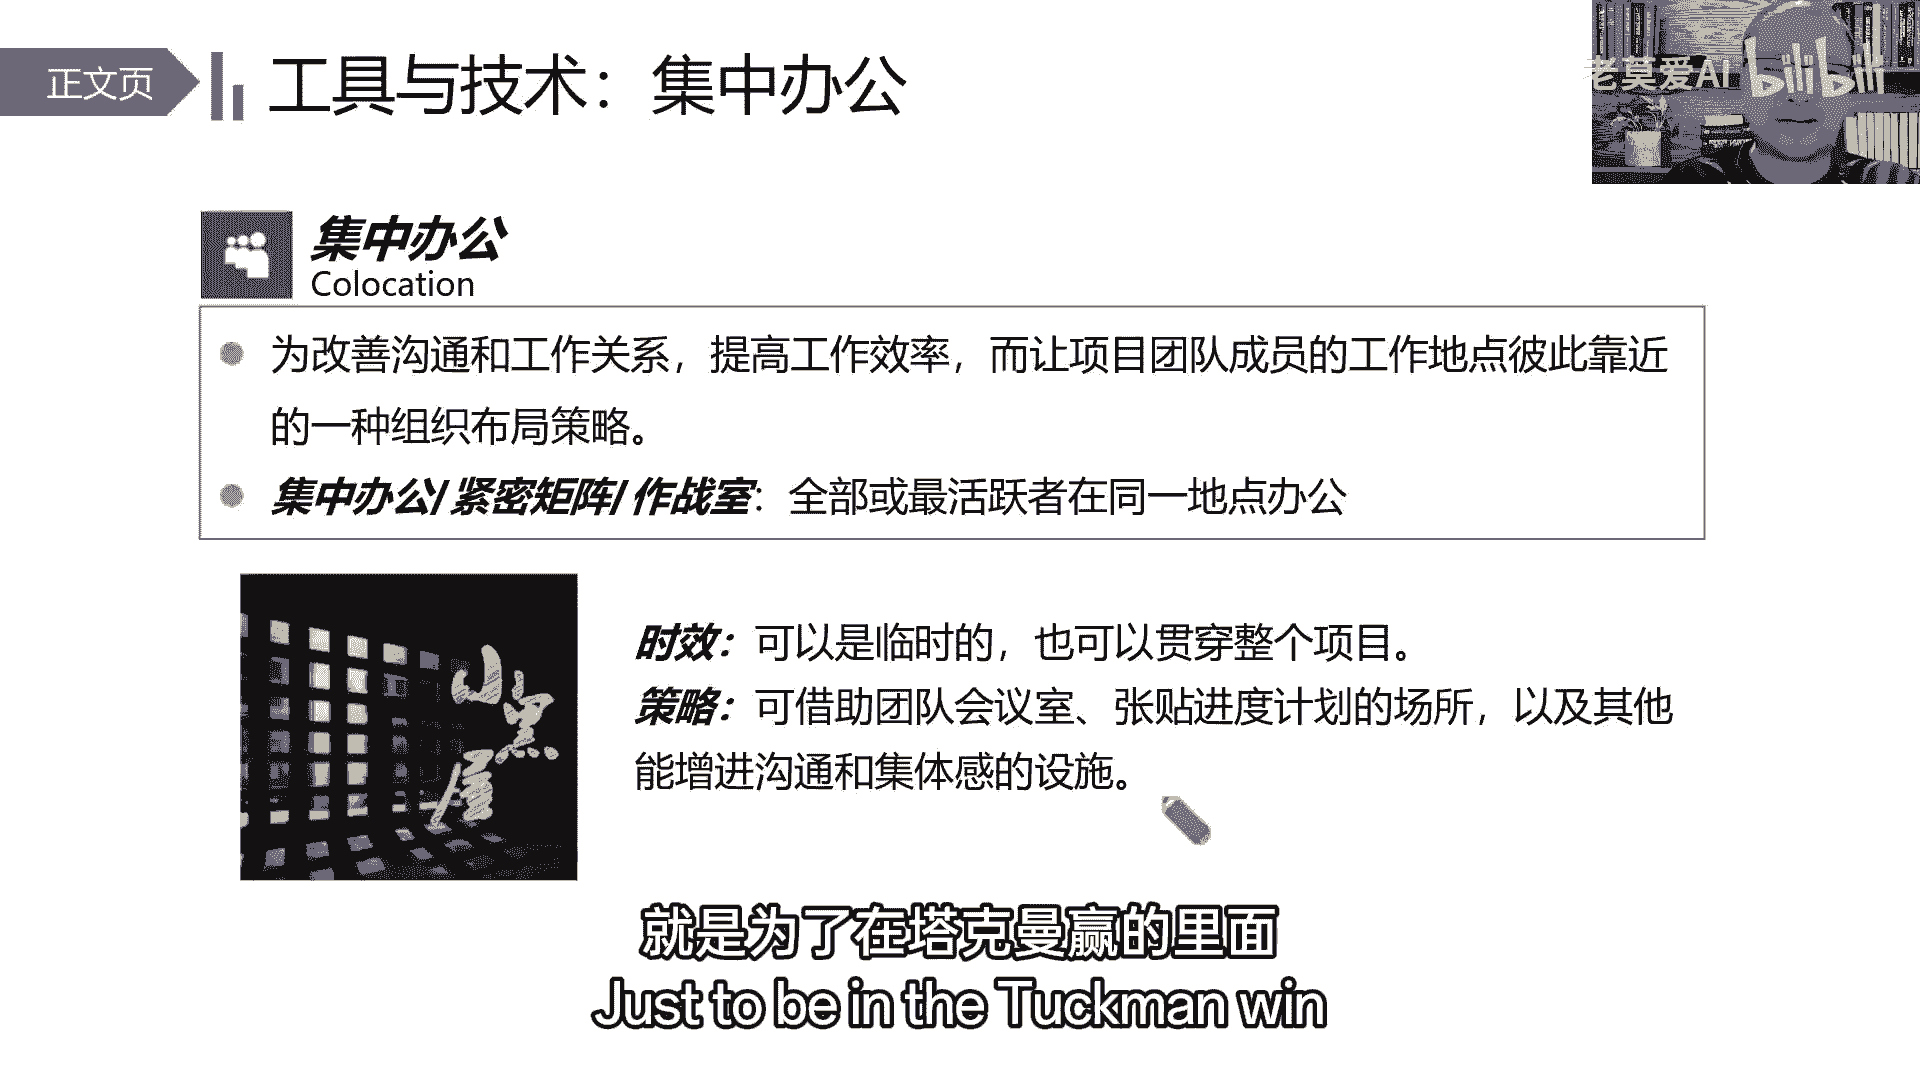 正文页
工具与技术：集中办公
老莫爱AI bilibili
集中办公
Colocation
为改善沟通和工作关系，提高工作效率，而让项目团队成员的工作地点彼此靠近
的一种组织布局策略。
集中办公/紧密矩阵/作战室：全部或最活跃者在同一地点办公
小黑屋
时效：可以是临时的，也可以贯穿整个项目。
策略：可借助团队会议室、张贴进度计划的场所，以及其他
能增进沟通和集体感的设施。
就是为了在塔克曼赢的里面
Just to be in the Tuckman win